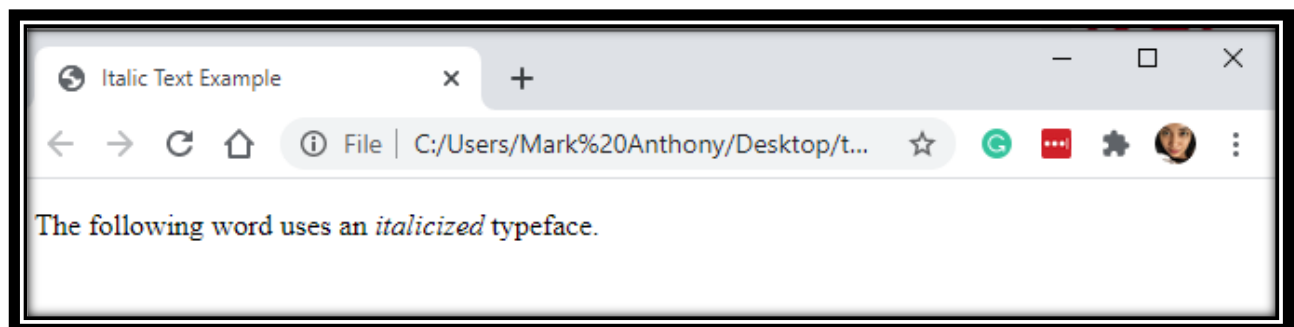 Italic Text Example
File | C:/Users/Mark%20Anthony/Desktop/t...
The following word uses an italicized typeface.